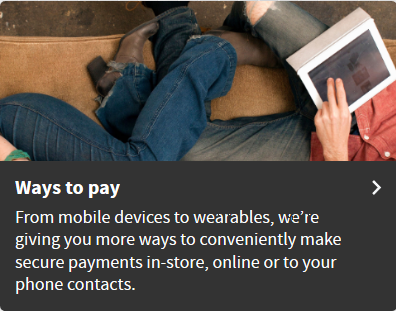 Ways to pay
From mobile devices to wearables, we're
giving you more ways to conveniently make
secure payments in-store, online or to your
phone contacts.